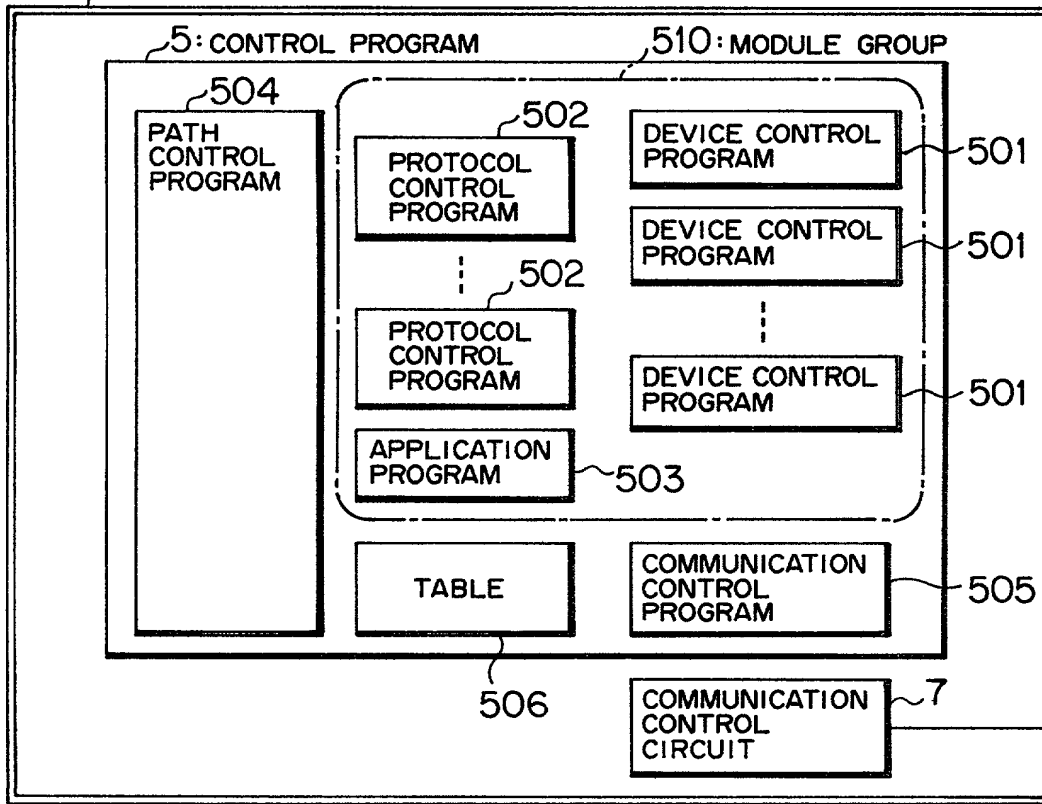 5: CONTROL PROGRAM
510: MODULE GROUP
504
PATH
CONTROL
PROGRAM
502
PROTOCOL
CONTROL
PROGRAM
502
PROTOCOL
CONTROL
PROGRAM
APPLICATION
PROGRAM
503
DEVICE CONTROL
PROGRAM
501
DEVICE CONTROL
PROGRAM
501
DEVICE CONTROL
PROGRAM
501
TABLE
506
COMMUNICATION
CONTROL
PROGRAM
505
COMMUNICATION
CONTROL
CIRCUIT
7